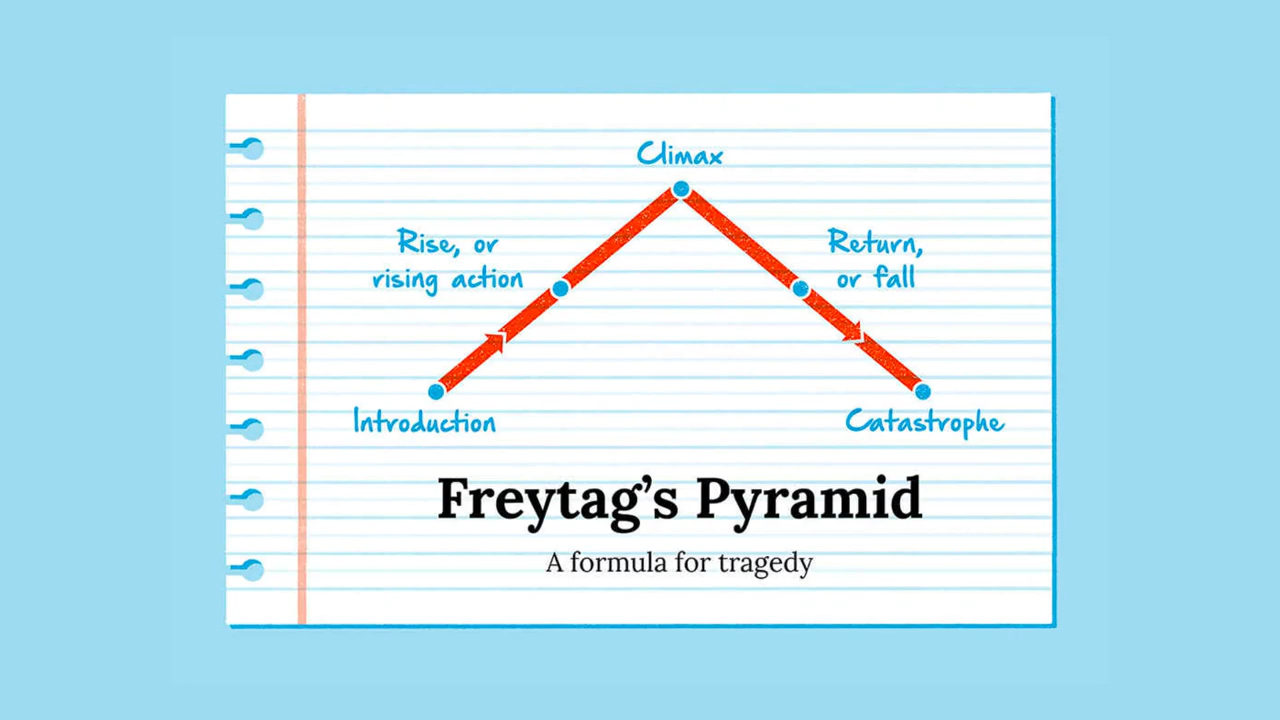 Climax
Rise, or
rising action
Return,
or fall
Introduction
Catastrophe
Freytag’s Pyramid
A formula for tragedy